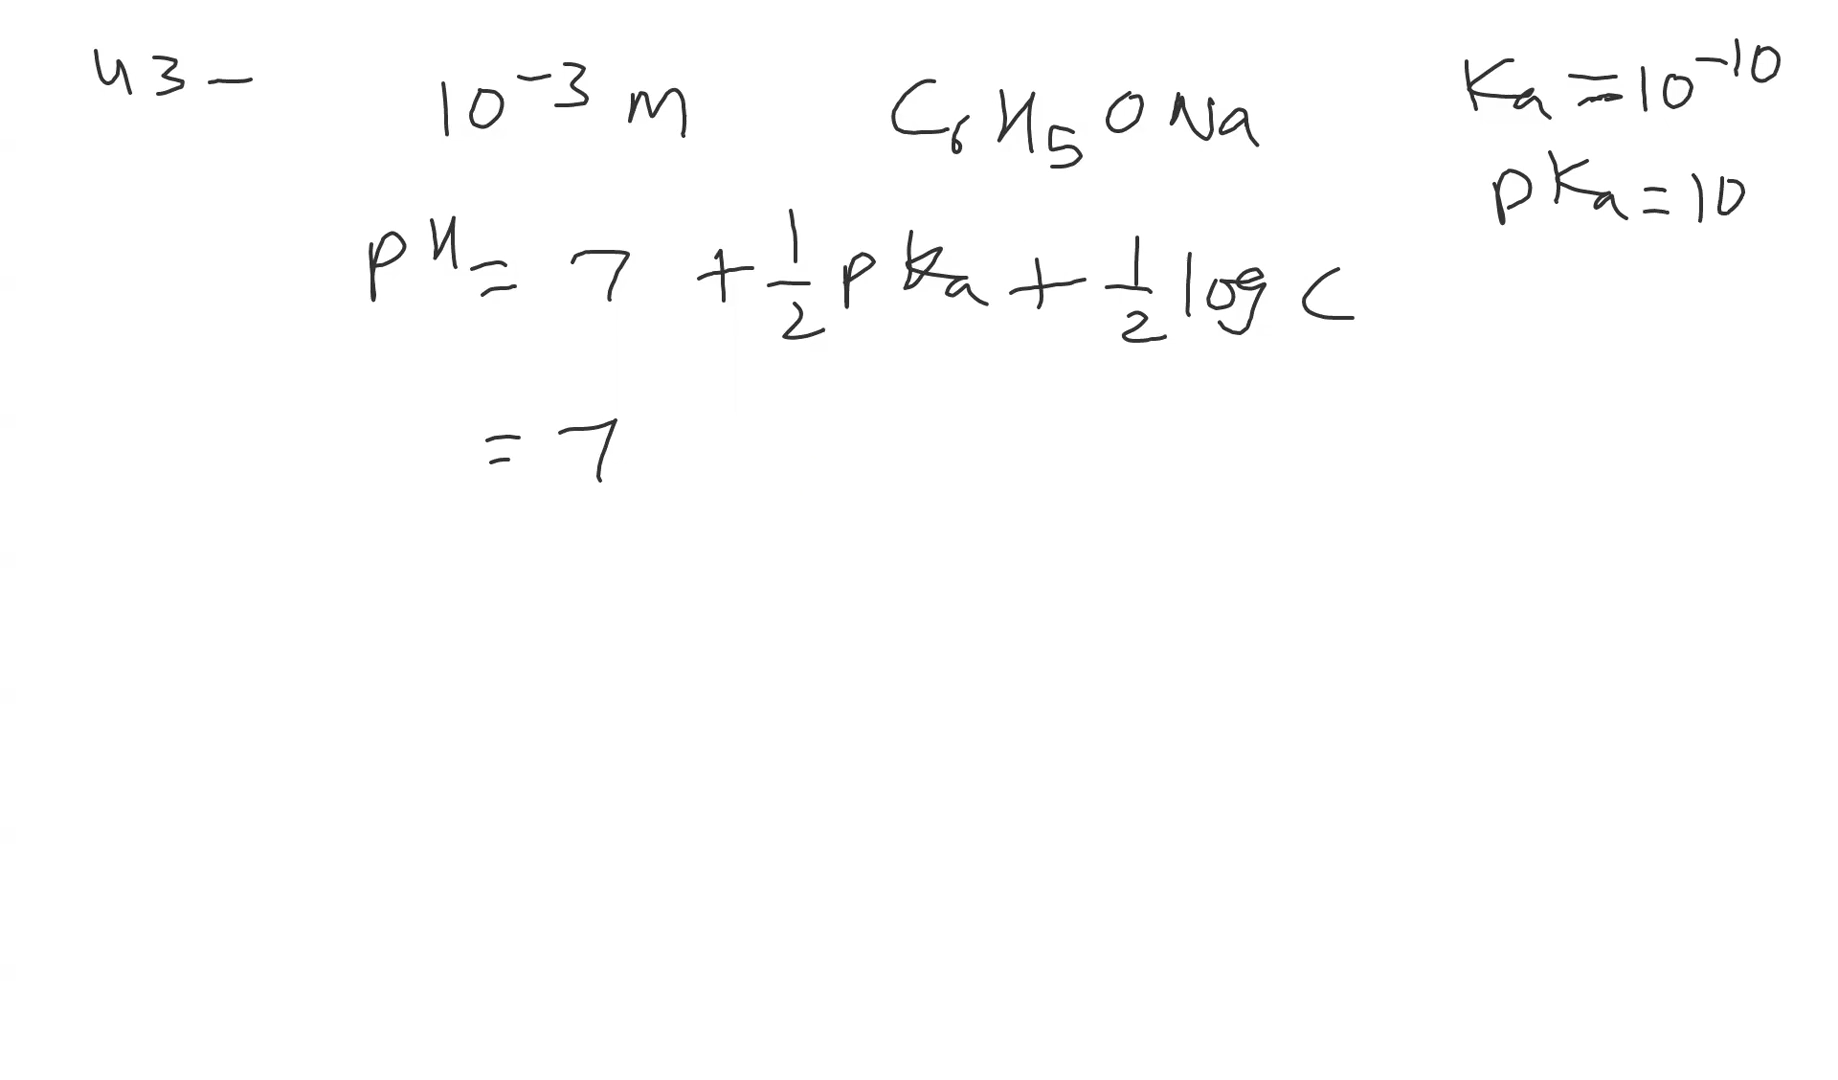 43- 10⁻³ M C₆H₅ONa Ka = 10⁻¹⁰
pKa = 10
pH = 7 + 1/2 pKa + 1/2 log C
= 7